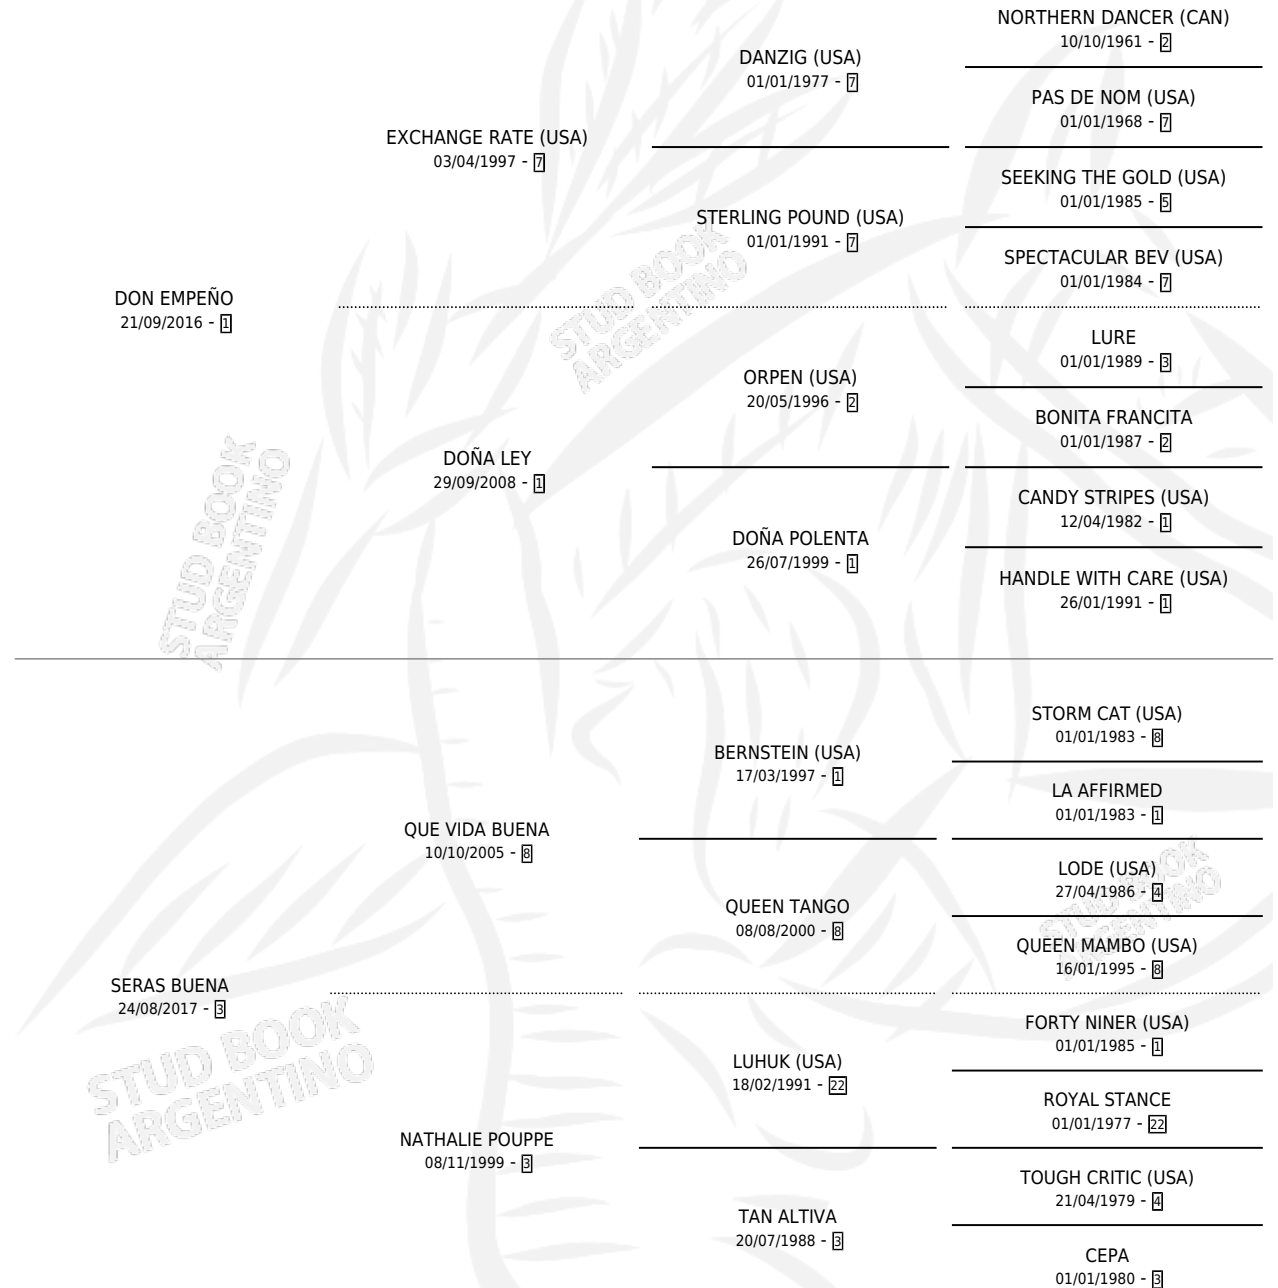 NORTHERN DANCER (CAN)
10/10/1961 - 2
DANZIG (USA)
01/01/1977 - 7
PAS DE NOM (USA)
01/01/1968 - 7
EXCHANGE RATE (USA)
03/04/1997 - 7
SEEKING THE GOLD (USA)
01/01/1985 - 5
STERLING POUND (USA)
01/01/1991 - 7
SPECTACULAR BEV (USA)
01/01/1984 - 7
DON EMPEÑO
21/09/2016 - 1
STUD BOOK
ARGENTINO
LURE
01/01/1989 - 3
ORPEN (USA)
20/05/1996 - 2
BONITA FRANCITA
01/01/1987 - 2
DOÑA LEY
29/09/2008 - 1
CANDY STRIPES (USA)
12/04/1982 - 1
DOÑA POLENTA
26/07/1999 - 1
HANDLE WITH CARE (USA)
26/01/1991 - 1
STUD BOOK
ARGENTINO
STORM CAT (USA)
01/01/1983 - 8
BERNSTEIN (USA)
17/03/1997 - 1
LA AFFIRMED
01/01/1983 - 1
QUE VIDA BUENA
10/10/2005 - 8
LODE (USA)
27/04/1986 - 4
QUEEN TANGO
08/08/2000 - 8
QUEEN MAMBO (USA)
16/01/1995 - 8
STUD BOOK
ARGENTINO
SERAS BUENA
24/08/2017 - 3
FORTY NINER (USA)
01/01/1985 - 1
LUHUK (USA)
18/02/1991 - 22
ROYAL STANCE
01/01/1977 - 22
STUD BOOK
ARGENTINO
NATHALIE POUPPE
08/11/1999 - 3
TOUGH CRITIC (USA)
21/04/1979 - 4
TAN ALTIVA
20/07/1988 - 3
CEPA
01/01/1980 - 3